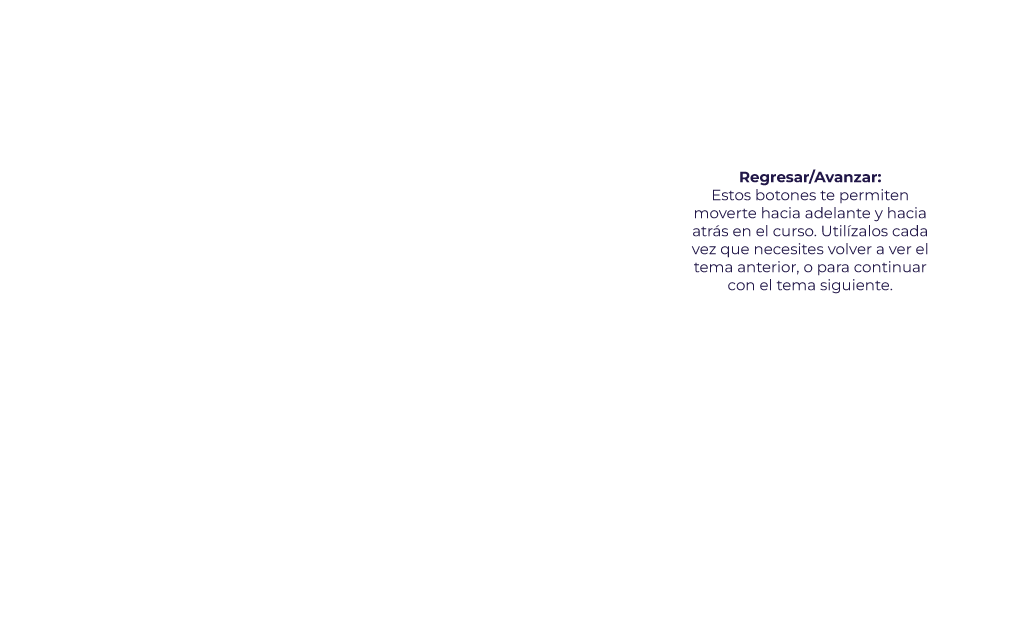 Regresar/Avanzar:
Estos botones te permiten
moverte hacia adelante y hacia
atrás en el curso. Utilízalos cada
vez que necesites volver a ver el
tema anterior, o para continuar
con el tema siguiente.